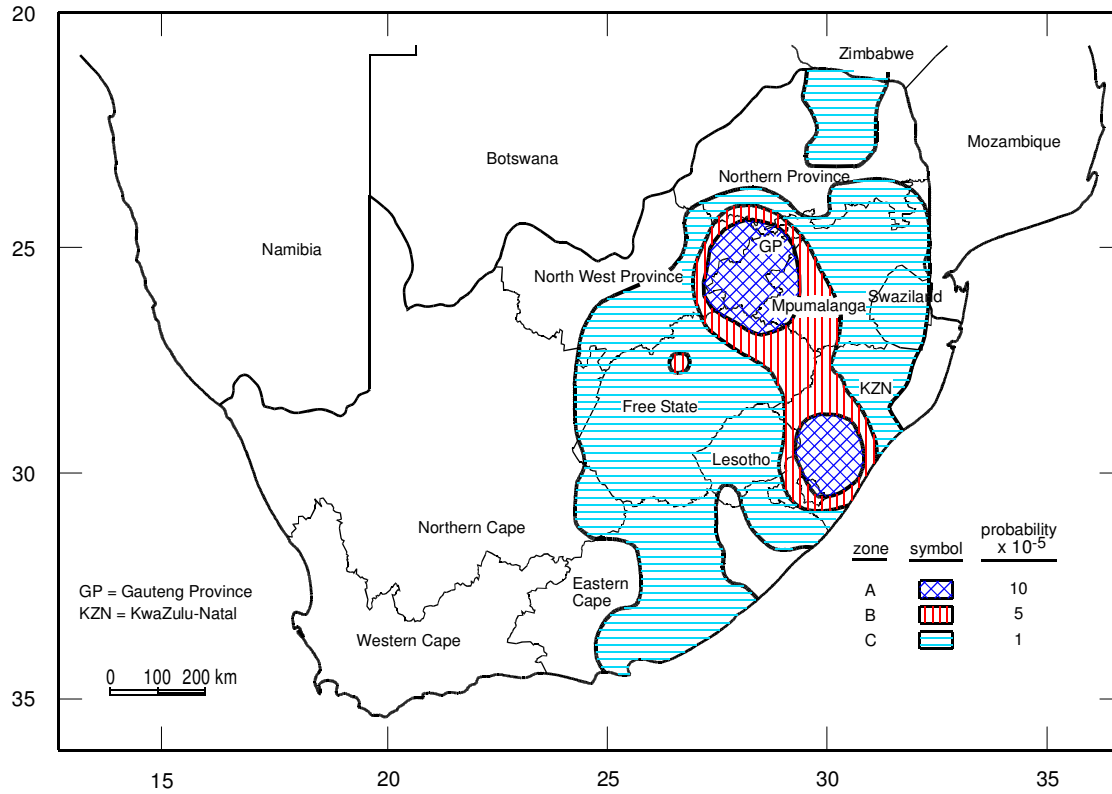 20
Zimbabwe
Mozambique
Botswana
Northern Province
25
GP
Namibia
North West Province
Swaziland
Mpumalanga
KZN
Free State
Lesotho
30
Northern Cape
probability
zone symbol x 10-5
Eastern
Cape
A 10
GP = Gauteng Province
KZN = KwaZulu-Natal
B 5
Western Cape
C 1
0 100 200 km
35
15 20 25 30 35